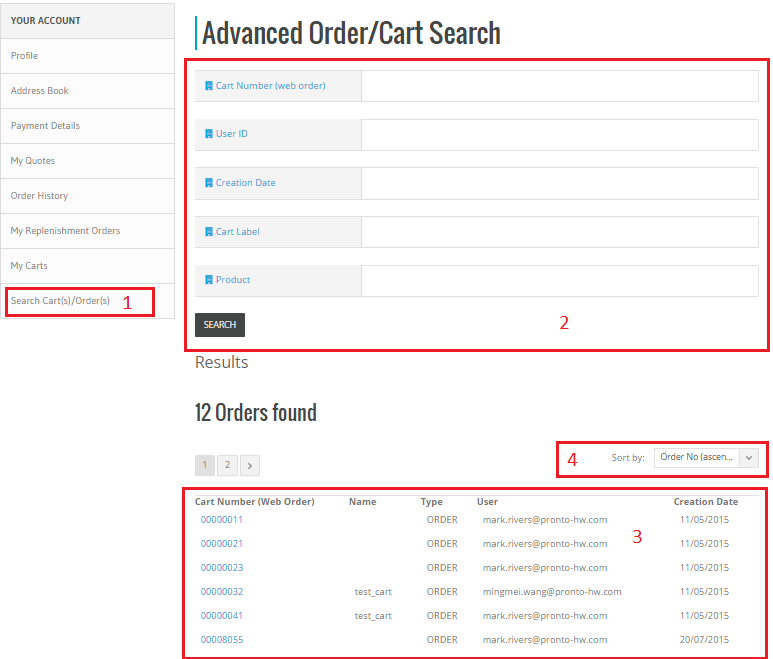 YOUR ACCOUNT
Profile
Address Book
Payment Details
My Quotes
Order History
My Replenishment Orders
My Carts
Search Cart(s)/Order(s) 1
Advanced Order/Cart Search
Cart Number (web order)
User ID
Creation Date
Cart Label
Product
SEARCH
2
Results
12 Orders found
1 2 >
4 Sort by: Order No (ascen...
Cart Number (Web Order) Name Type User Creation Date
00000011 ORDER mark.rivers@pronto-hw.com 11/05/2015
3
00000021 ORDER mark.rivers@pronto-hw.com 11/05/2015
00000023 ORDER mark.rivers@pronto-hw.com 11/05/2015
00000032 test_cart ORDER mingmei.wang@pronto-hw.com 11/05/2015
00000041 test_cart ORDER mark.rivers@pronto-hw.com 11/05/2015
00008055 ORDER mark.rivers@pronto-hw.com 20/07/2015